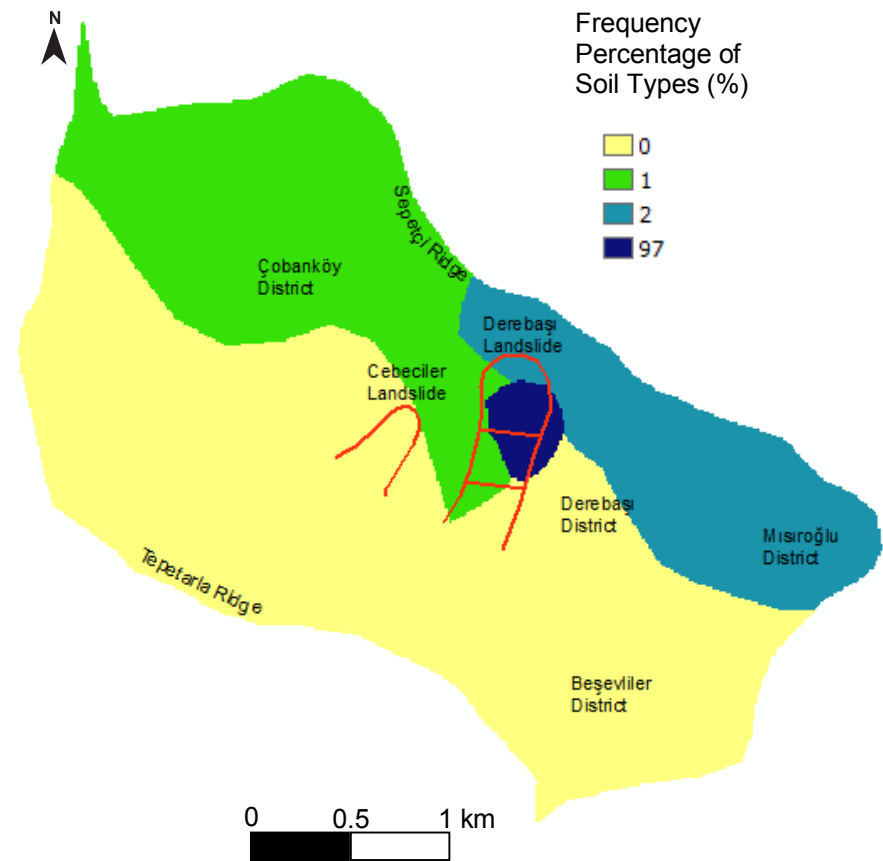 N
Frequency
Percentage of
Soil Types (%)
0
1
2
97
Sepetçi Ridge
Çobanköy
District
Derebaşı
Landslide
Cebeciler
Landslide
Derebaşı
District
Mısıroğlu
District
Tepetarla Ridge
Beşevliler
District
0 0.5 1 km